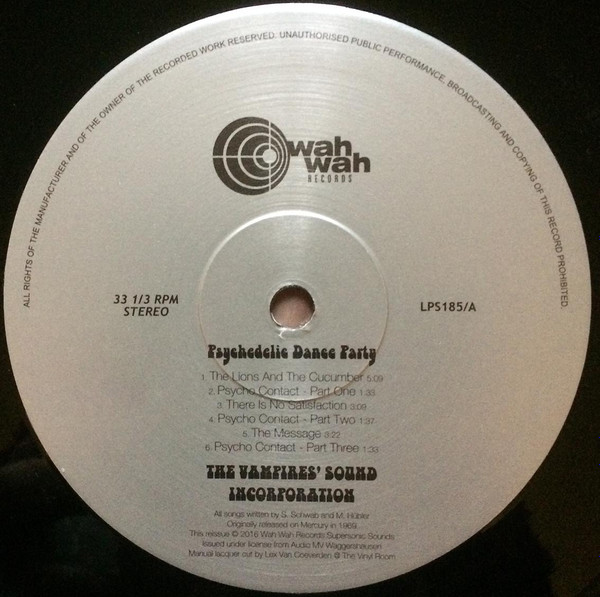 ALL RIGHTS OF THE MANUFACTURER AND OF THE OWNER OF THE RECORDED WORK RESERVED. UNAUTHORISED PUBLIC PERFORMANCE, BROADCASTING AND COPYING OF THIS RECORD PROHIBITED.
wah
wah
RECORDS
33 1/3 RPM
STEREO
LPS185/A
Psychedelic Dance Party
1. The Lions And The Cucumber 5:09
2. Psycho Contact - Part One 1:33
3. There Is No Satisfaction 3:09
4. Psycho Contact - Part Two 1:37
5. The Message 3:22
6. Psycho Contact - Part Three 1:33
THE VAMPIRES' SOUND
INCORPORATION
All songs written by S. Schwab and M. Hübler
Originally released on Mercury in 1969
This reissue © 2016 Wah Wah Records Supersonic Sounds
Issued under license from Audio MV Waggershausen
Manual lacquer cut by Lex Van Coeverden @ The Vinyl Room